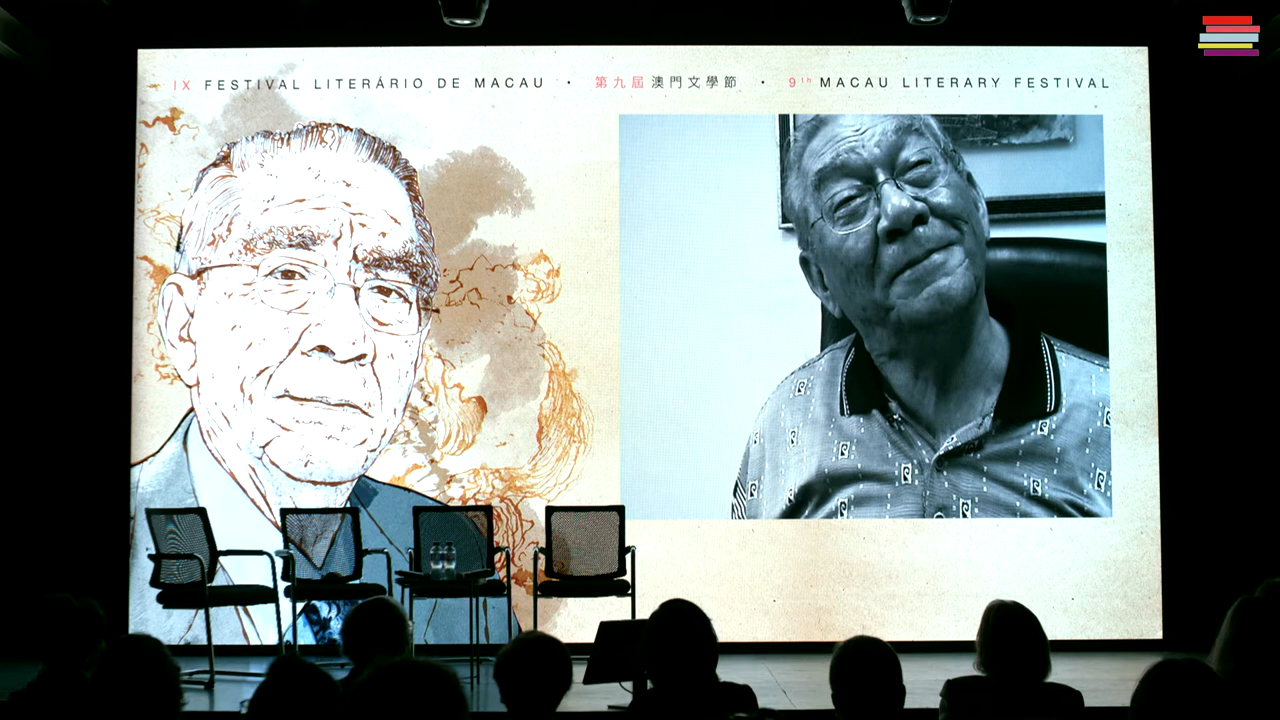 IX FESTIVAL LITERÁRIO DE MACAU • 第九屆澳門文學節 • 9th MACAU LITERARY FESTIVAL